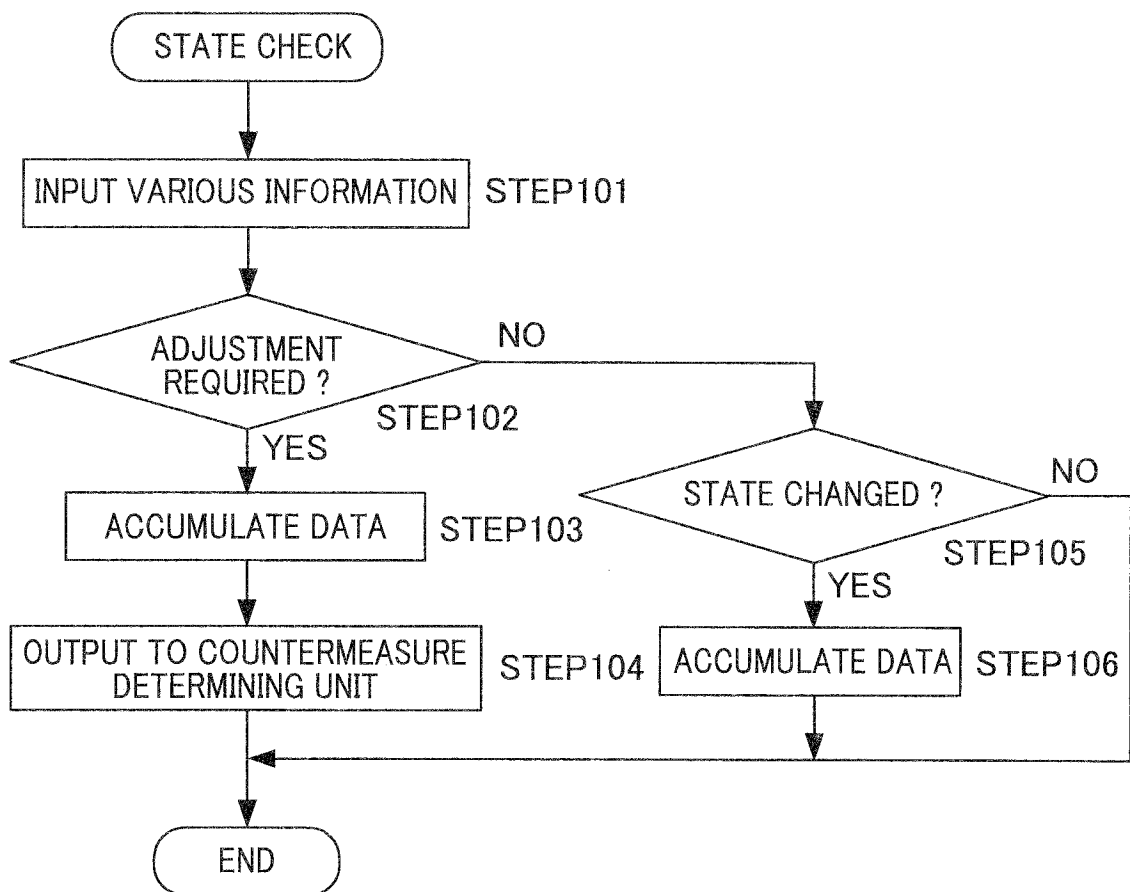 STATE CHECK
INPUT VARIOUS INFORMATION
STEP101
ADJUSTMENT
REQUIRED ?
STEP102
NO
YES
ACCUMULATE DATA
STEP103
OUTPUT TO COUNTERMEASURE
DETERMINING UNIT
STEP104
STATE CHANGED ?
STEP105
NO
YES
ACCUMULATE DATA
STEP106
END